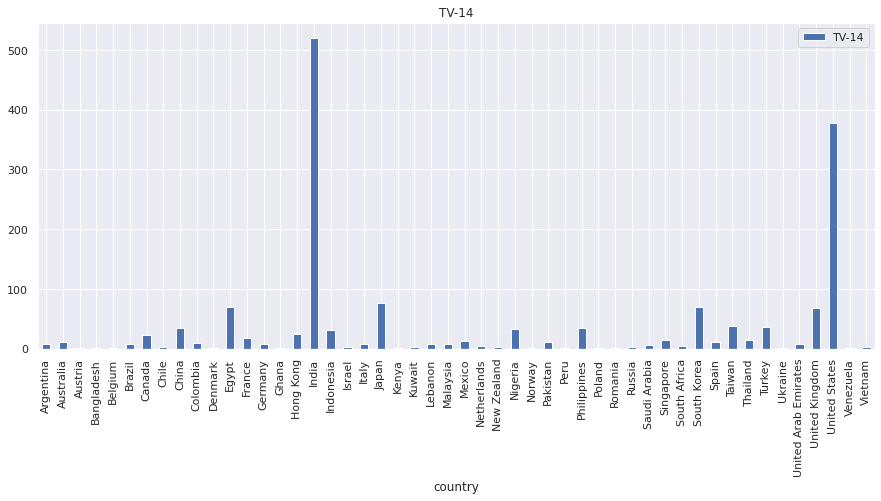 TV-14
TV-14
500
400
300
200
100
0
Argentina
Australia
Austria
Bangladesh
Belgium
Brazil
Canada
Chile
China
Colombia
Denmark
Egypt
France
Germany
Ghana
Hong Kong
India
Indonesia
Israel
Italy
Japan
Kenya
Kuwait
Lebanon
Malaysia
Mexico
Netherlands
New Zealand
Nigeria
Norway
Pakistan
Peru
Philippines
Poland
Romania
Russia
Saudi Arabia
Singapore
South Africa
South Korea
Spain
Taiwan
Thailand
Turkey
Ukraine
United Arab Emirates
United Kingdom
United States
Venezuela
Vietnam
country